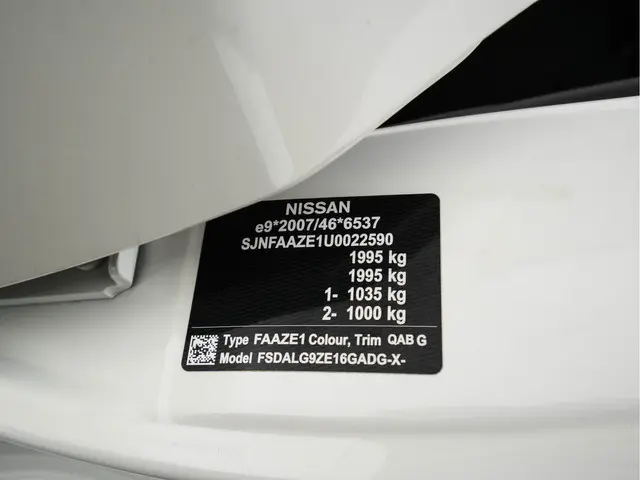 NISSAN
e9*2007/46*6537
SJNFAAZE1U0022590
1995 kg
1995 kg
1- 1035 kg
2- 1000 kg
Type FAAZE1 Colour, Trim QAB G
Model FSDALG9ZE16GADG-X-